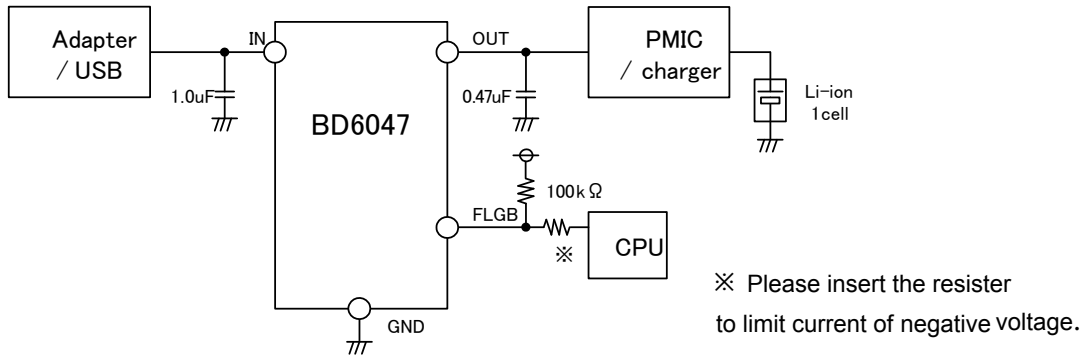 Adapter
/ USB
IN
1.0uF
BD6047
OUT
0.47uF
PMIC
/ charger
Li-ion
1cell
100kΩ
FLGB
※
CPU
GND
※ Please insert the resister
to limit current of negative voltage.